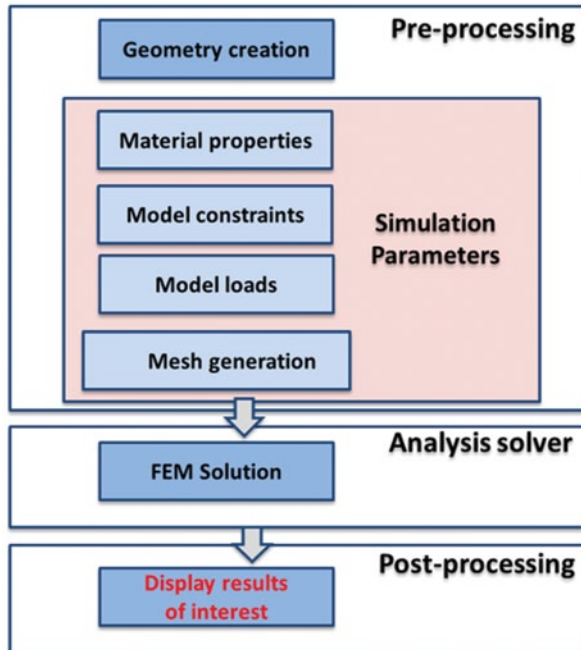 Pre-processing
Geometry creation
Material properties
Model constraints
Simulation
Parameters
Model loads
Mesh generation
Analysis solver
FEM Solution
Post-processing
Display results
of interest